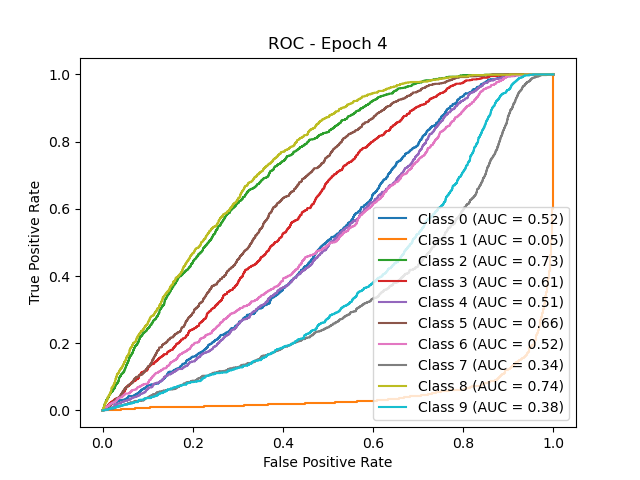 ROC - Epoch 4
True Positive Rate
1.0
0.8
0.6
0.4
0.2
0.0
Class 0 (AUC = 0.52)
Class 1 (AUC = 0.05)
Class 2 (AUC = 0.73)
Class 3 (AUC = 0.61)
Class 4 (AUC = 0.51)
Class 5 (AUC = 0.66)
Class 6 (AUC = 0.52)
Class 7 (AUC = 0.34)
Class 8 (AUC = 0.74)
Class 9 (AUC = 0.38)
0.0 0.2 0.4 0.6 0.8 1.0
False Positive Rate